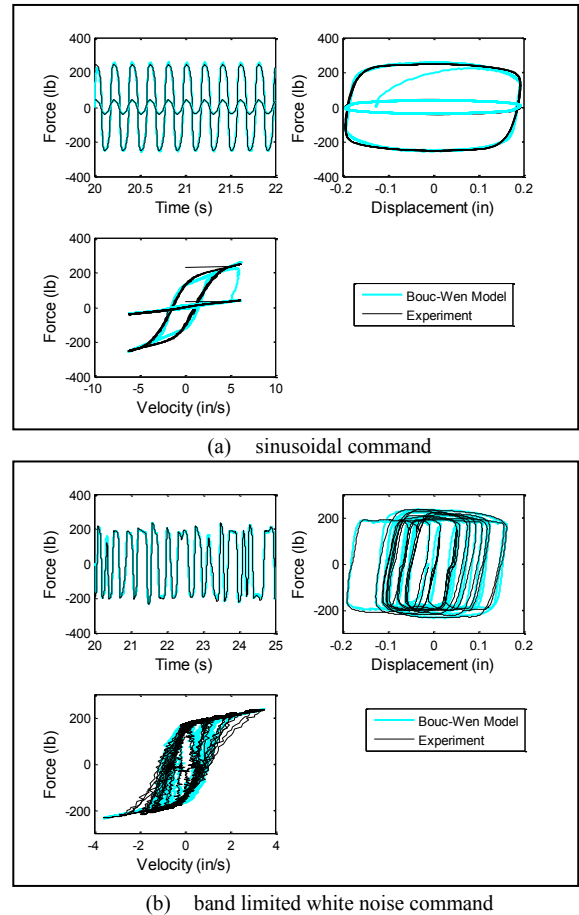 400
200
0
-200
-400
Force (lb)
20 20.5 21 21.5 22
Time (s)
400
200
0
-200
-400
Force (lb)
-0.2 -0.1 0 0.1 0.2
Displacement (in)
400
200
0
-200
-400
Force (lb)
-10 -5 0 5 10
Velocity (in/s)
Bouc-Wen Model
Experiment
(a) sinusoidal command
400
200
0
-200
-400
Force (lb)
20 21 22 23 24 25
Time (s)
200
0
-200
Force (lb)
-0.2 -0.1 0 0.1 0.2
Displacement (in)
200
0
-200
Force (lb)
-4 -2 0 2 4
Velocity (in/s)
Bouc-Wen Model
Experiment
(b) band limited white noise command